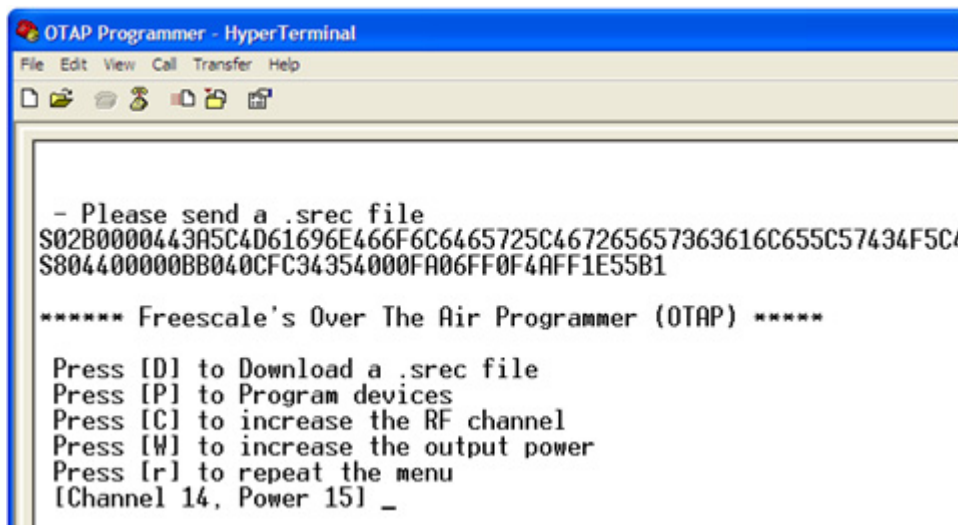 OTAP Programmer - HyperTerminal
File Edit View Call Transfer Help
- Please send a .srec file
S02B0000443A5C4D61696E466F6C6465725C467265657363616C655C57434F5C4
S804400000BB040CFC34354000FA06FF0F4AFF1E55B1
****** Freescale's Over The Air Programmer (OTAP) *****
Press [D] to Download a .srec file
Press [P] to Program devices
Press [C] to increase the RF channel
Press [W] to increase the output power
Press [r] to repeat the menu
[Channel 14, Power 15] _